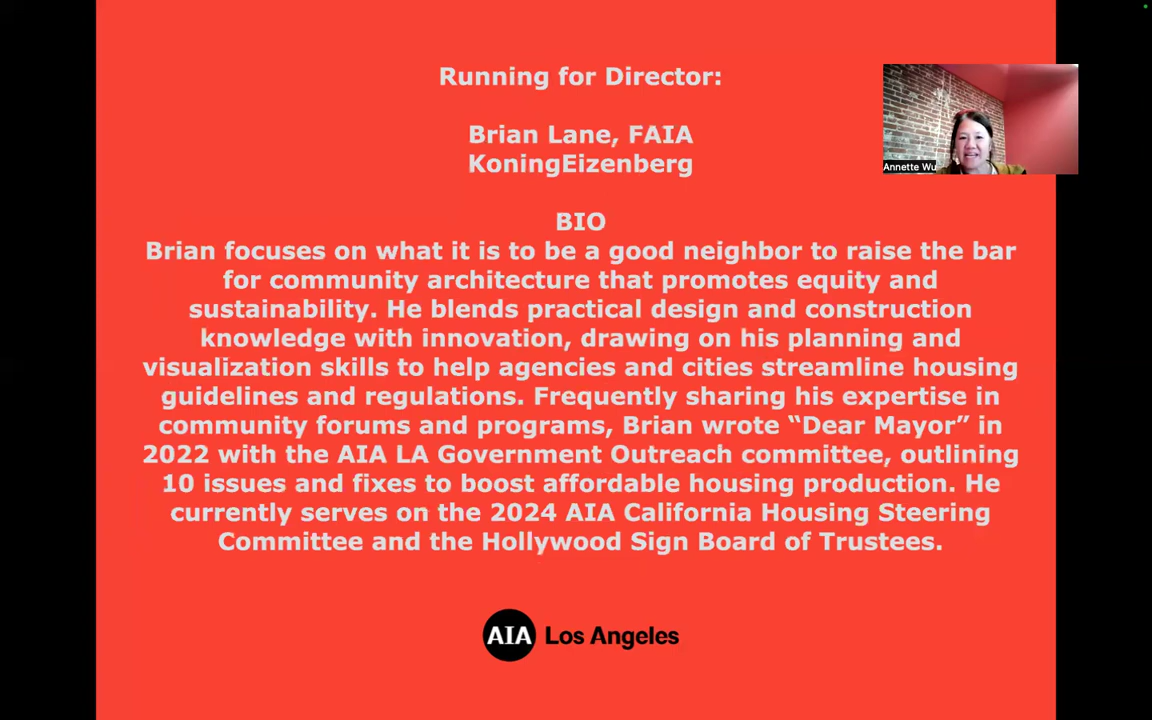 Running for Director:
Brian Lane, FAIA
KoningEizenberg
BIO
Brian focuses on what it is to be a good neighbor to raise the bar
for community architecture that promotes equity and
sustainability. He blends practical design and construction
knowledge with innovation, drawing on his planning and
visualization skills to help agencies and cities streamline housing
guidelines and regulations. Frequently sharing his expertise in
community forums and programs, Brian wrote “Dear Mayor” in
2022 with the AIA LA Government Outreach committee, outlining
10 issues and fixes to boost affordable housing production. He
currently serves on the 2024 AIA California Housing Steering
Committee and the Hollywood Sign Board of Trustees.
AIA Los Angeles
Annette Wu